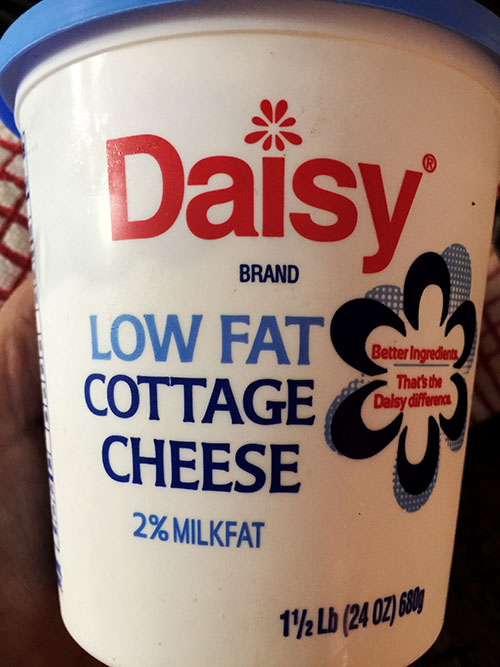 Daisy®
BRAND
LOW FAT
COTTAGE
CHEESE
2% MILKFAT
Better Ingredients.
That's the
Daisy difference.
1½ Lb (24 OZ) 680g